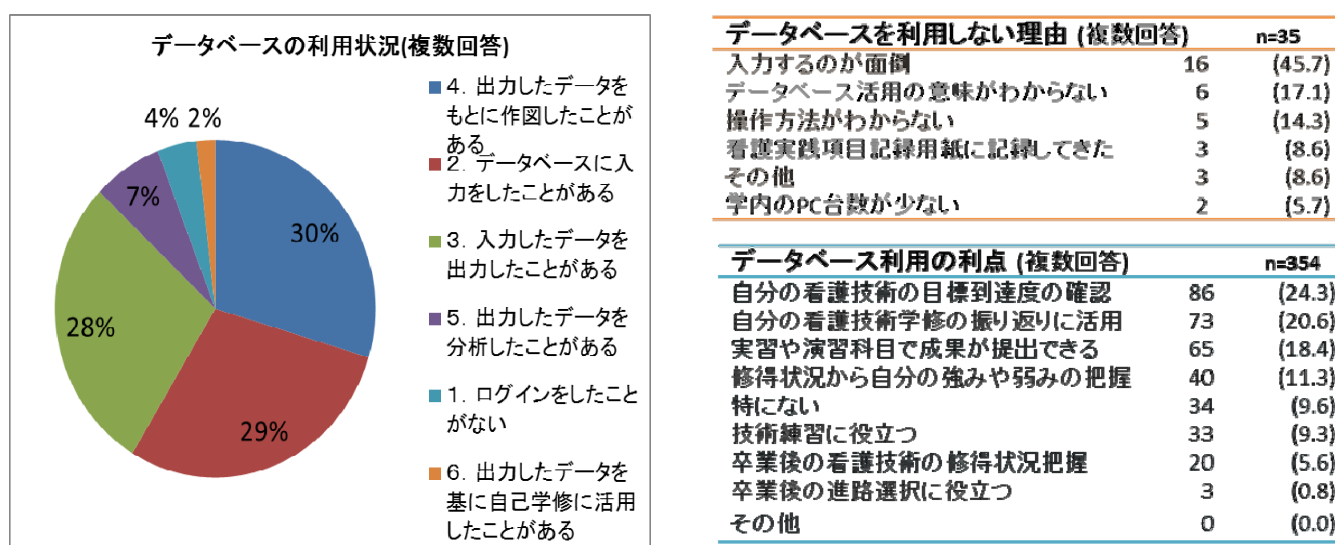 データベースの利用状況(複数回答)
4. 出力したデータを
もとに作図したことが
ある
2. データベースに入
力をしたことがある
3. 入力したデータを
出力したことがある
5. 出力したデータを
分析したことがある
1. ログインをしたこと
がない
6. 出力したデータを
基に自己学修に活用
したことがある
4% 2%
7%
30%
28%
29%
データベースを利用しない理由 (複数回答) n=35
入力するのが面倒 16 (45.7)
データベース活用の意味がわからない 6 (17.1)
操作方法がわからない 5 (14.3)
看護実践項目記録用紙に記録してきた 3 (8.6)
その他 3 (8.6)
学内のPC台数が少ない 2 (5.7)
データベース利用の利点 (複数回答) n=354
自分の看護技術の目標到達度の確認 86 (24.3)
自分の看護技術学修の振り返りに活用 73 (20.6)
実習や演習科目で成果が提出できる 65 (18.4)
修得状況から自分の強みや弱みの把握 40 (11.3)
特にない 34 (9.6)
技術練習に役立つ 33 (9.3)
卒業後の看護技術の修得状況把握 20 (5.6)
卒業後の進路選択に役立つ 3 (0.8)
その他 0 (0.0)